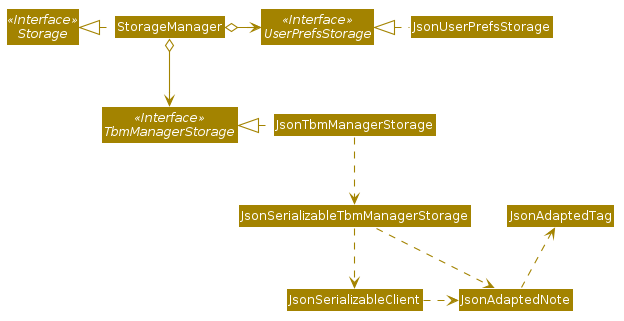 «Interface»
Storage
StorageManager
«Interface»
UserPrefsStorage
JsonUserPrefsStorage
«Interface»
TbmManagerStorage
JsonTbmManagerStorage
JsonSerializableTbmManagerStorage
JsonAdaptedTag
JsonSerializableClient
JsonAdaptedNote